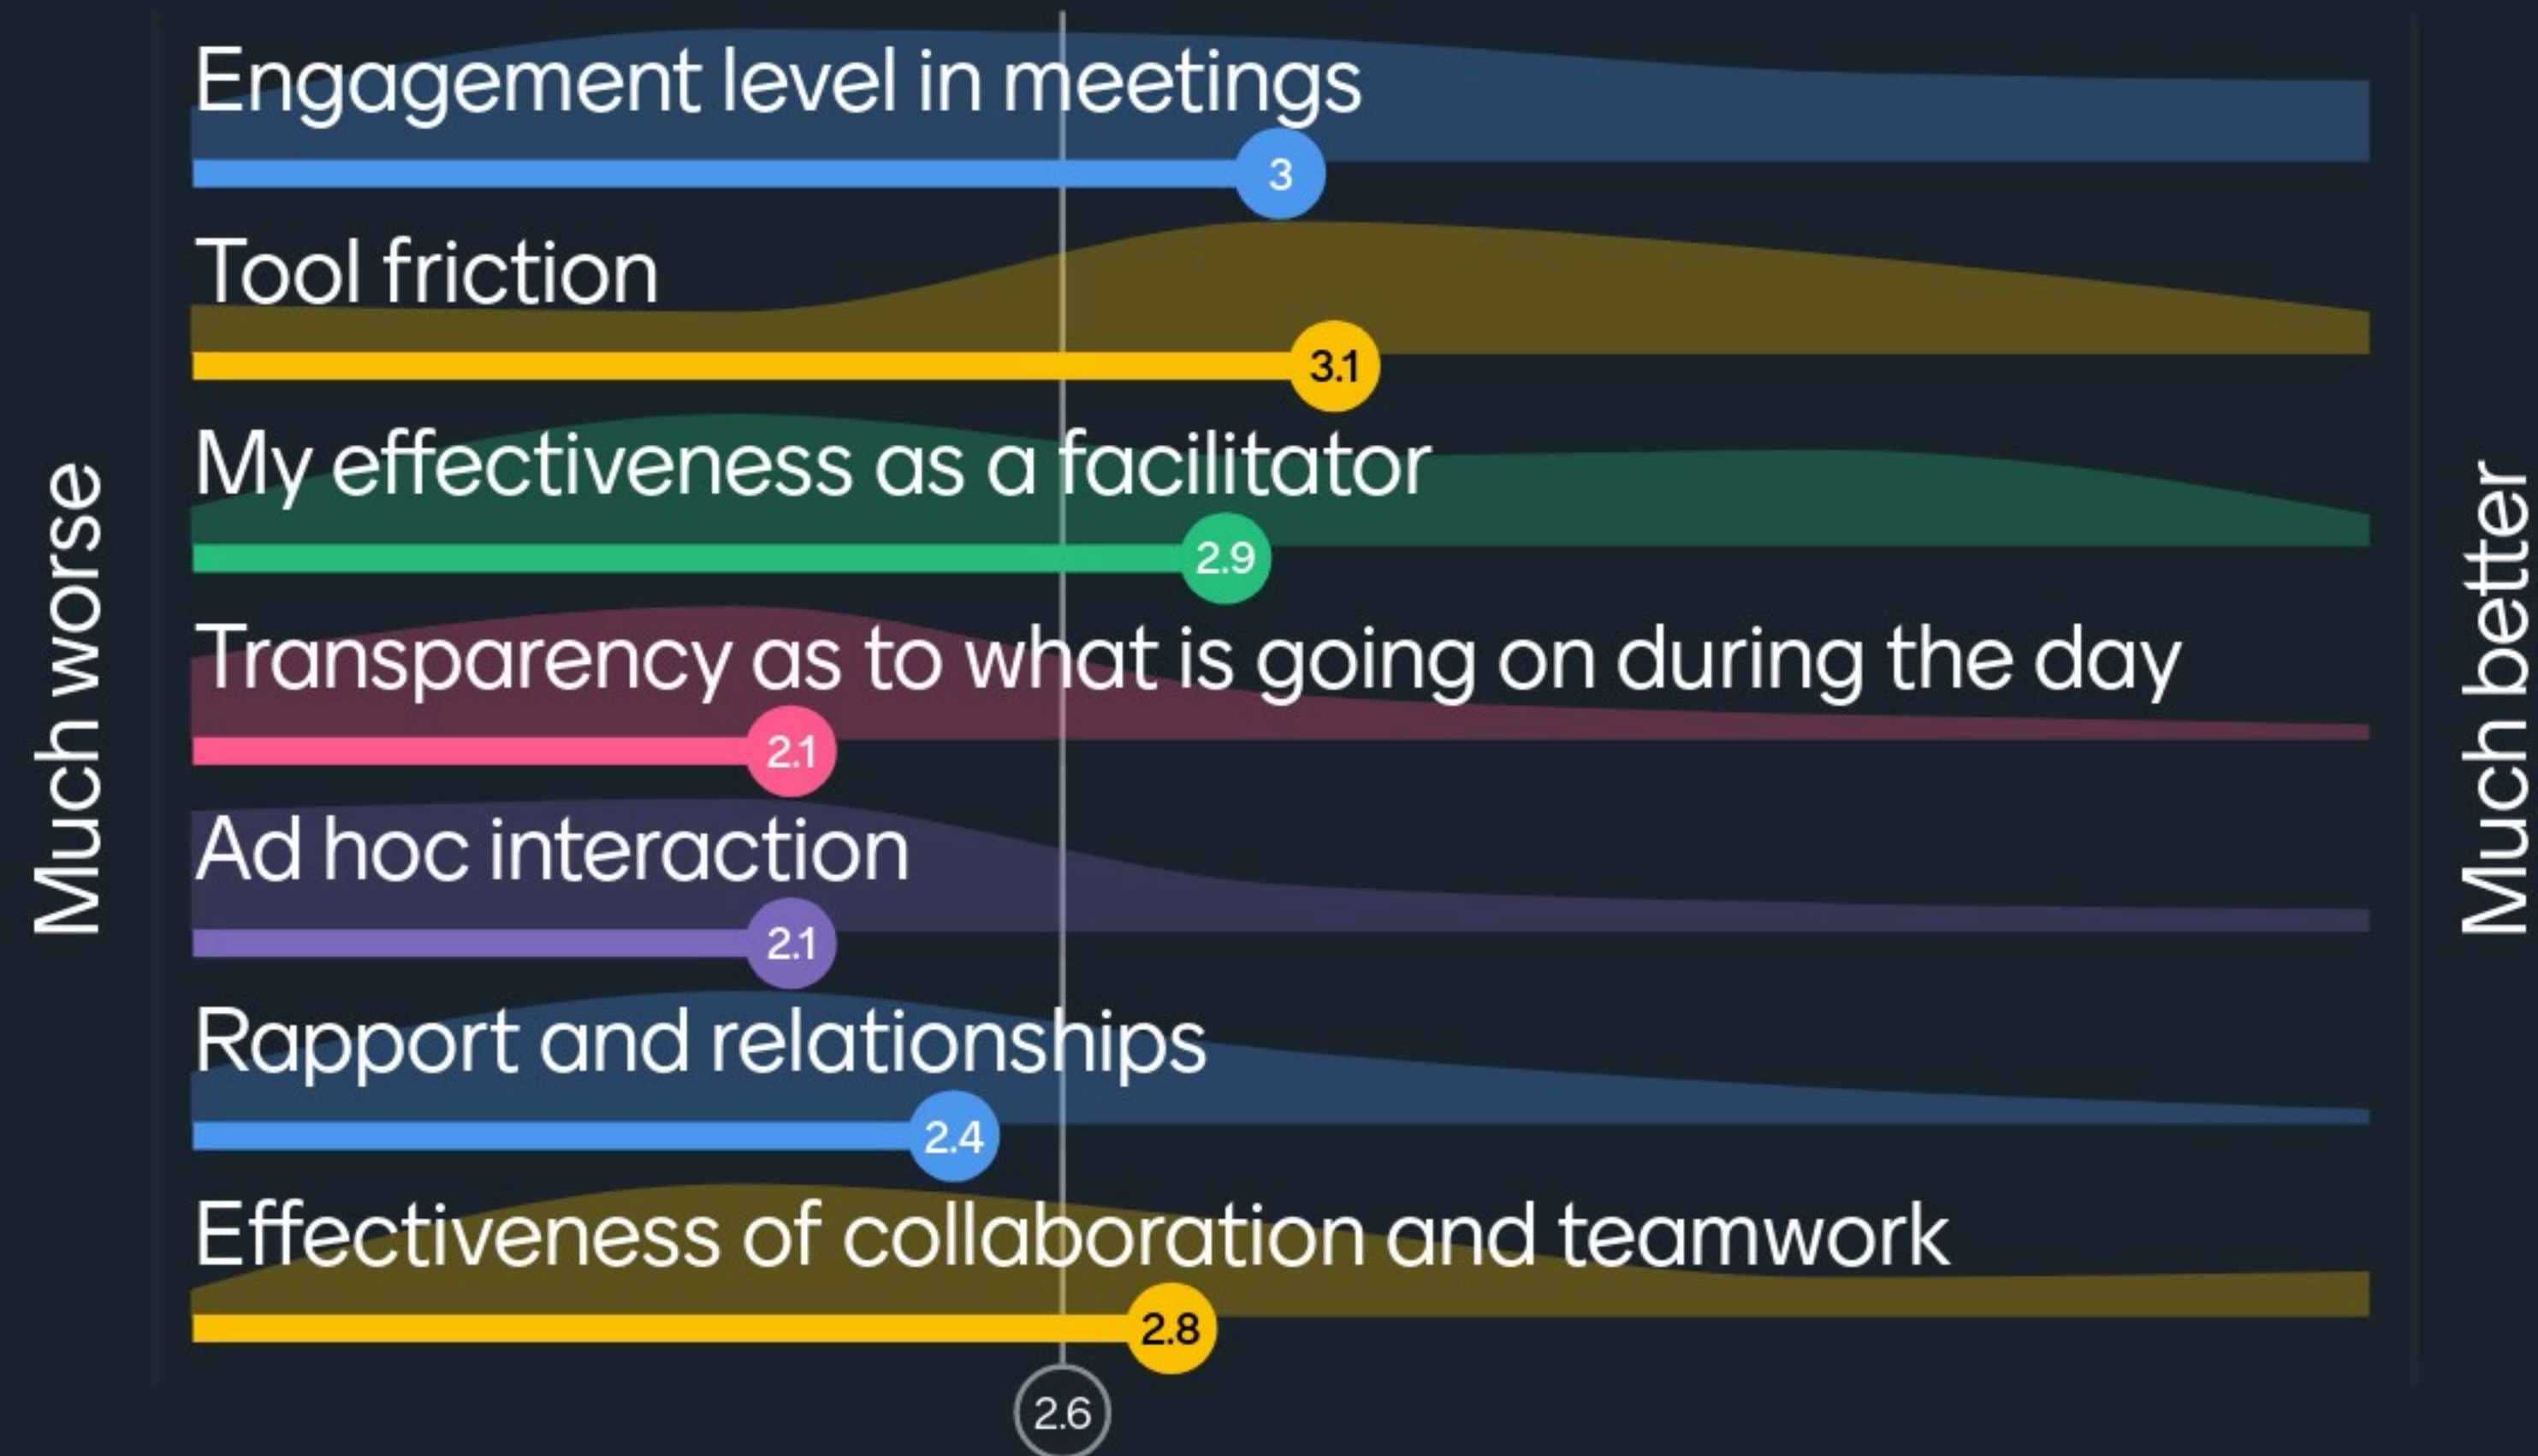 Much worse
Engagement level in meetings
3
Tool friction
3.1
My effectiveness as a facilitator
2.9
Transparency as to what is going on during the day
2.1
Ad hoc interaction
2.1
Rapport and relationships
2.4
Effectiveness of collaboration and teamwork
2.8
2.6
Much better